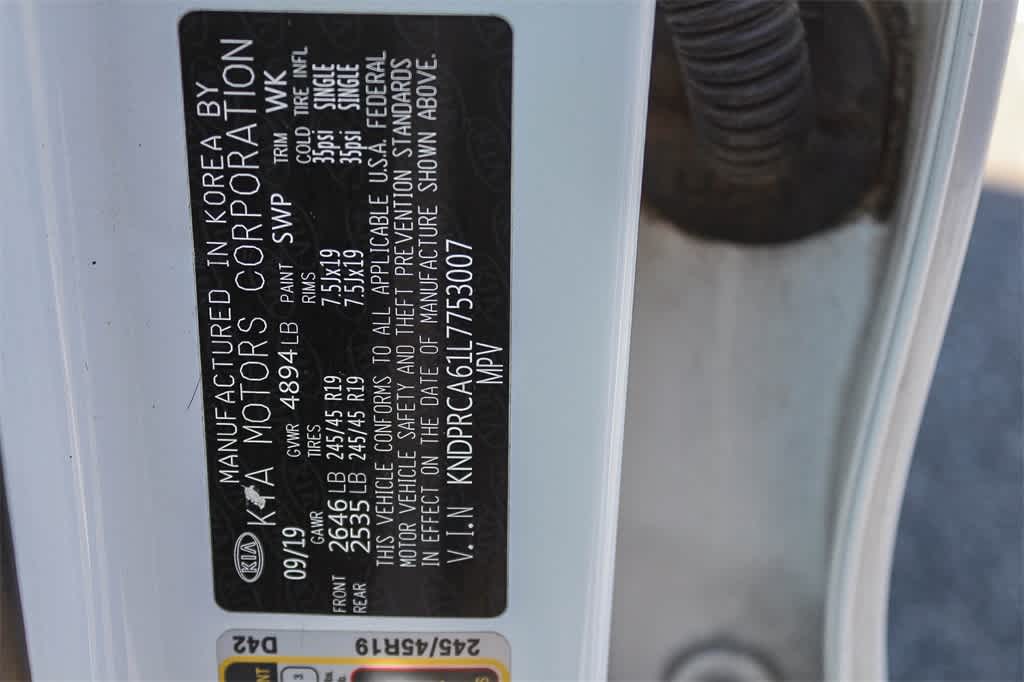 MANUFACTURED IN KOREA BY
KIA KIA MOTORS CORPORATION
09/19 GVWR 4894LB PAINT SWP TRIM WK
GAWR TIRES RIMS COLD TIRE INFL
FRONT 2646LB 245/45 R19 7.5Jx19 35psi SINGLE
REAR 2535LB 245/45 R19 7.5Jx19 35psi SINGLE
THIS VEHICLE CONFORMS TO ALL APPLICABLE U.S.A. FEDERAL
MOTOR VEHICLE SAFETY AND THEFT PREVENTION STANDARDS
IN EFFECT ON THE DATE OF MANUFACTURE SHOWN ABOVE.
V.I.N KNDPRCA61L7753007
MPV
245/45R19
D42